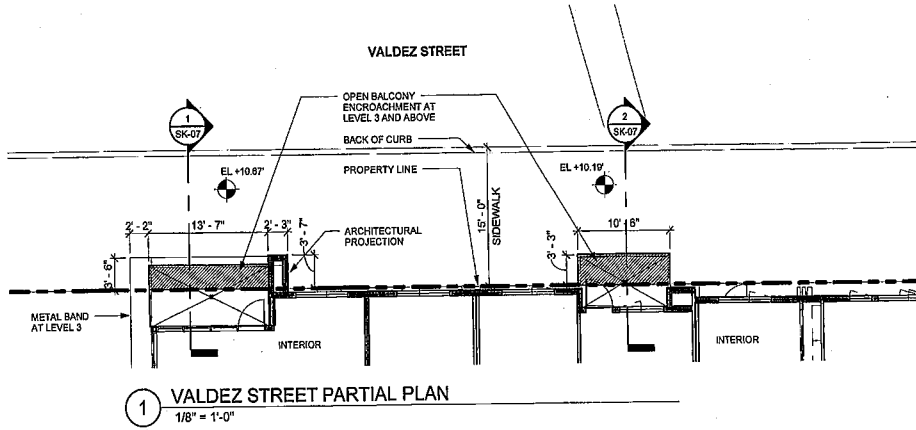 VALDEZ STREET
OPEN BALCONY
ENCROACHMENT AT
LEVEL 3 AND ABOVE
1
SK-07
2
SK-07
BACK OF CURB
EL +10.67'
PROPERTY LINE
EL +10.19'
15' - 0"
SIDEWALK
2' - 2"
13' - 7"
2' - 3"
3' - 7"
ARCHITECTURAL
PROJECTION
10' - 6"
3' - 3"
3' - 6"
METAL BAND
AT LEVEL 3
INTERIOR
INTERIOR
1
VALDEZ STREET PARTIAL PLAN
1/8" = 1'-0"